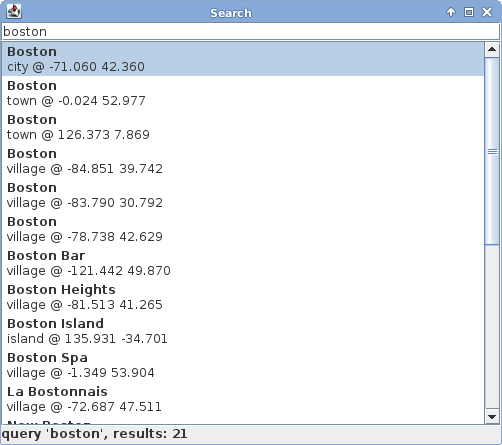 Search
boston
Boston
city @ -71.060 42.360
Boston
town @ -0.024 52.977
Boston
town @ 126.373 7.869
Boston
village @ -84.851 39.742
Boston
village @ -83.790 30.792
Boston
village @ -78.738 42.629
Boston Bar
village @ -121.442 49.870
Boston Heights
village @ -81.513 41.265
Boston Island
island @ 135.931 -34.701
Boston Spa
village @ -1.349 53.904
La Bostonnais
village @ -72.687 47.511
New Boston
query 'boston', results: 21